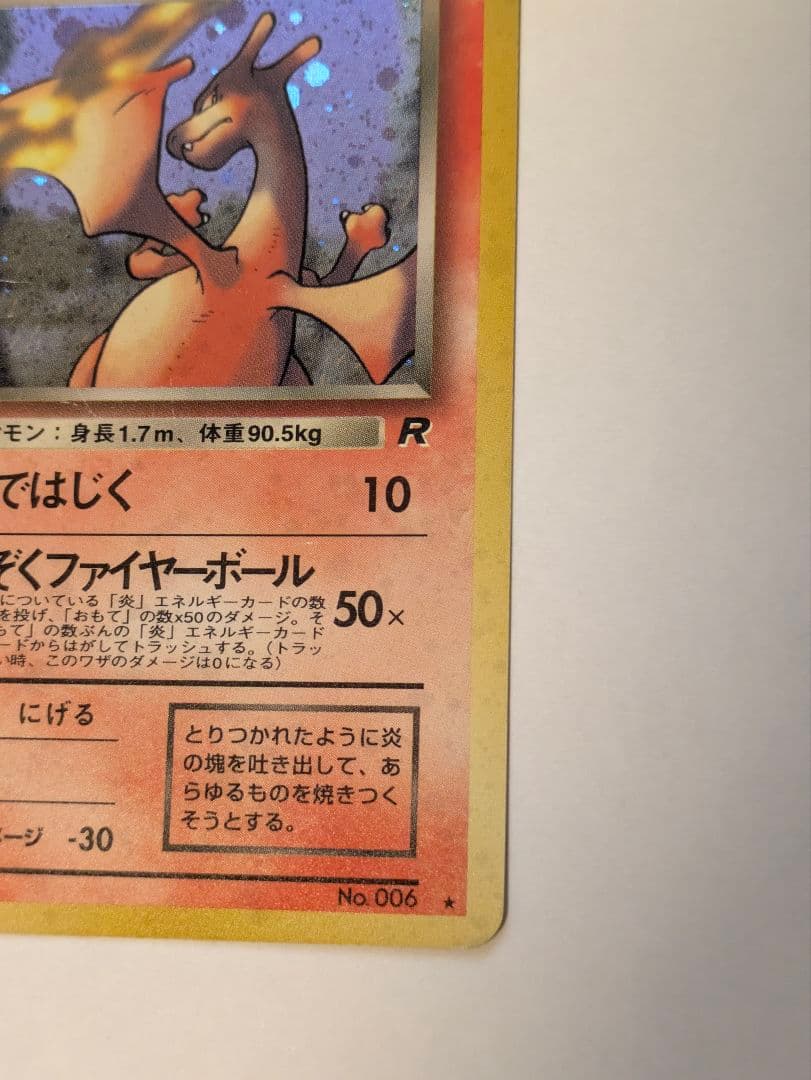 モン：身長1.7m、体重90.5kg R
ではじく 10
ぞくファイヤーボール
についている「炎」エネルギーカードの数
を投げ、「おもて」の数x50のダメージ。そ
もて」の数ぶんの「炎」エネルギーカード
ードからはがしてトラッシュする。(トラッ
い時、このワザのダメージは0になる)
50×
にげる
とりつかれたように炎
の塊を吐き出して、あ
らゆるものを焼きつく
そうとする。
メージ -30
No. 006 ★